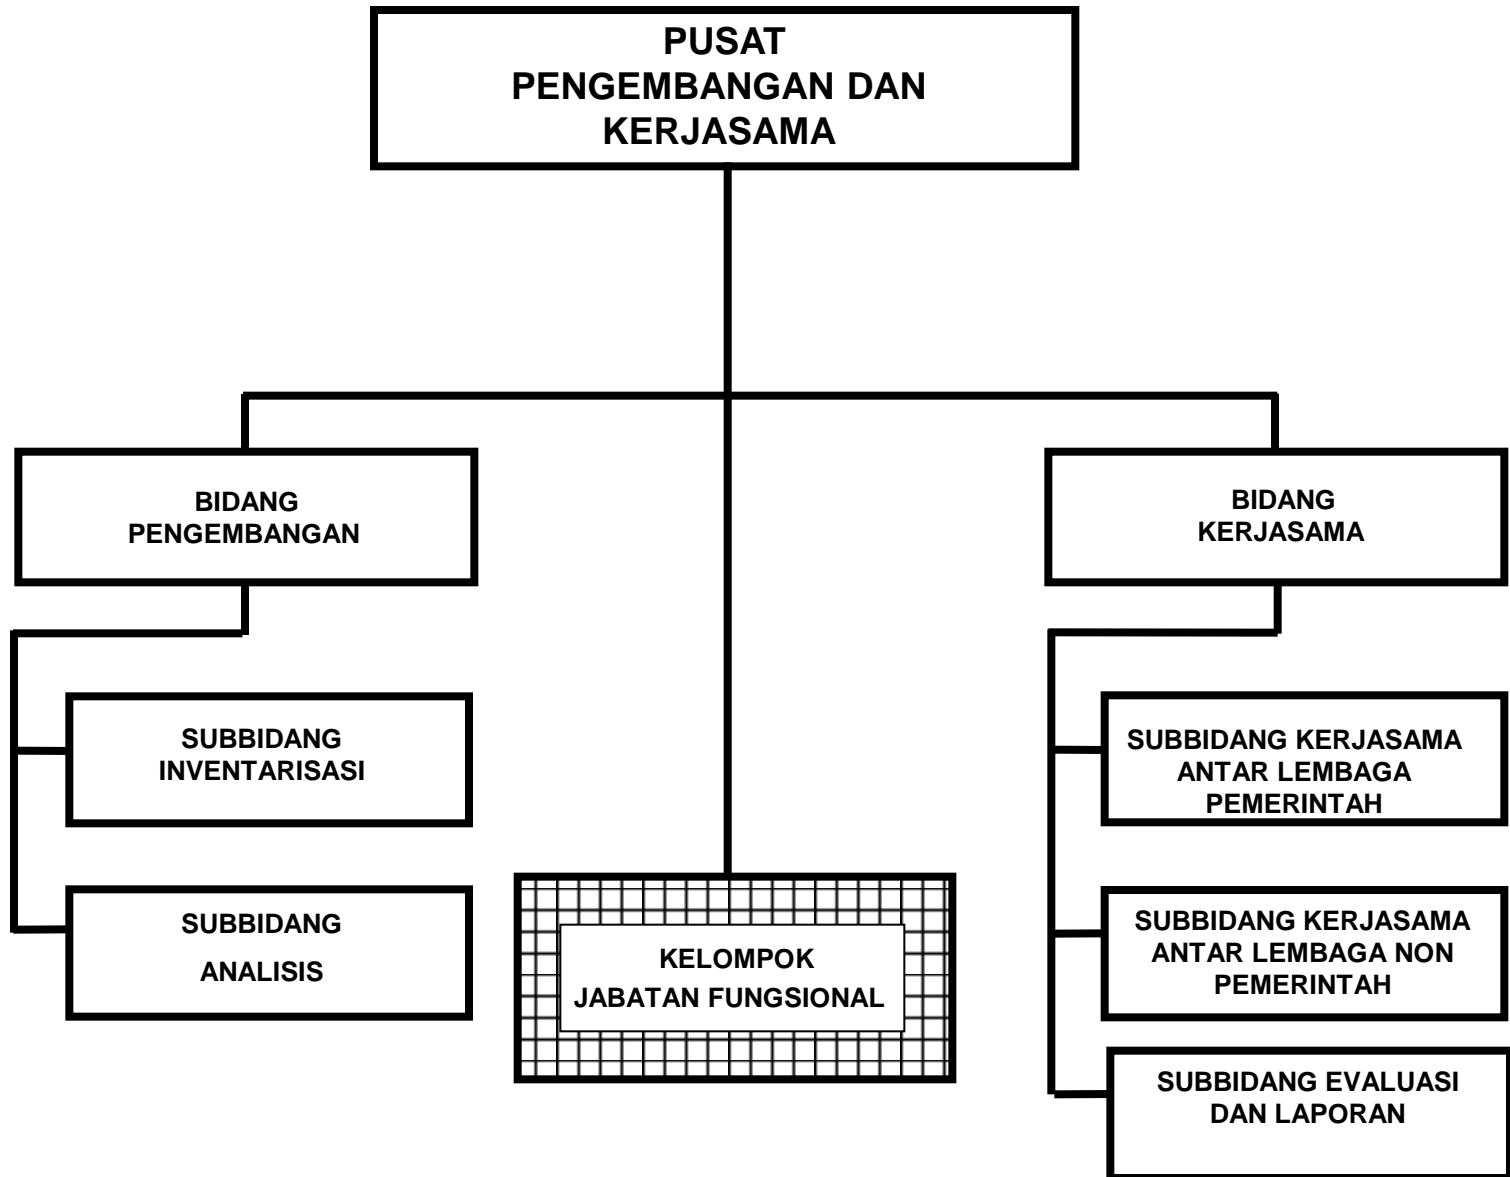 PUSAT
PENGEMBANGAN DAN
KERJASAMA
BIDANG
PENGEMBANGAN
BIDANG
KERJASAMA
SUBBIDANG
INVENTARISASI
SUBBIDANG
ANALISIS
KELOMPOK
JABATAN FUNGSIONAL
SUBBIDANG KERJASAMA
ANTAR LEMBAGA
PEMERINTAH
SUBBIDANG KERJASAMA
ANTAR LEMBAGA NON
PEMERINTAH
SUBBIDANG EVALUASI
DAN LAPORAN